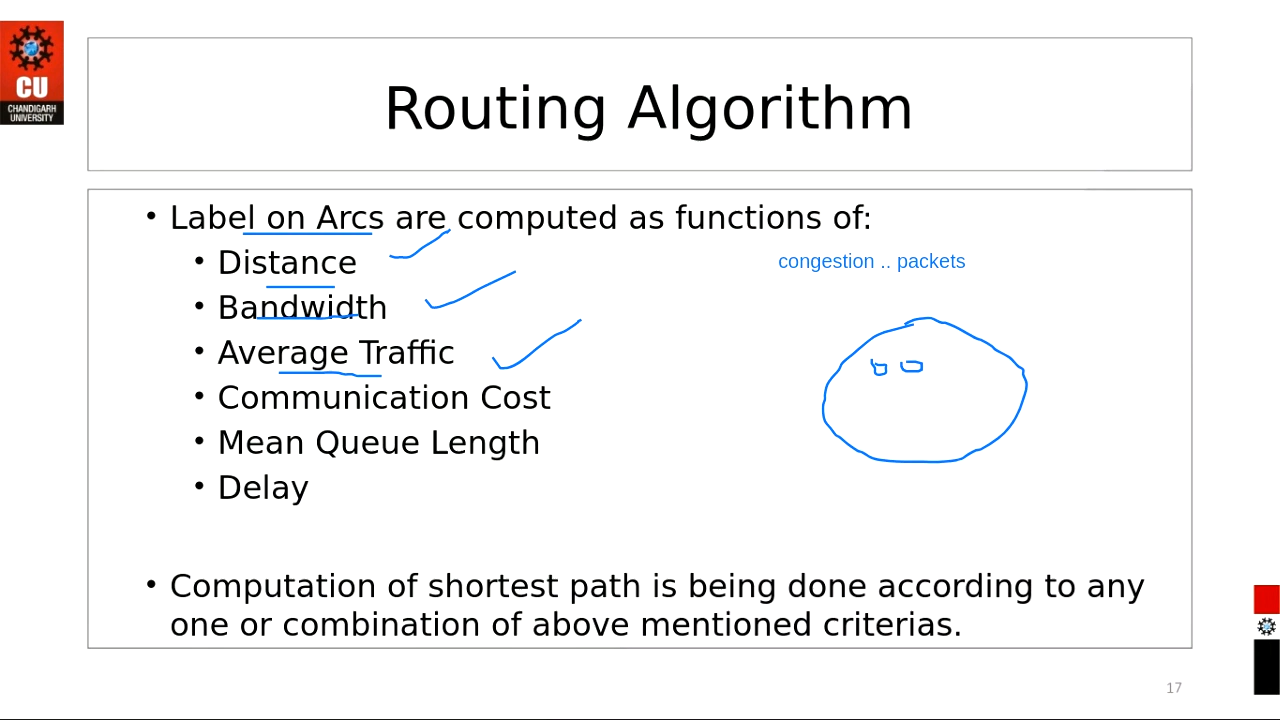 CU
CHANDIGARH
UNIVERSITY
Routing Algorithm
• Label on Arcs are computed as functions of:
• Distance
congestion .. packets
• Bandwidth
• Average Traffic
• Communication Cost
• Mean Queue Length
• Delay
• Computation of shortest path is being done according to any
one or combination of above mentioned criterias.
17